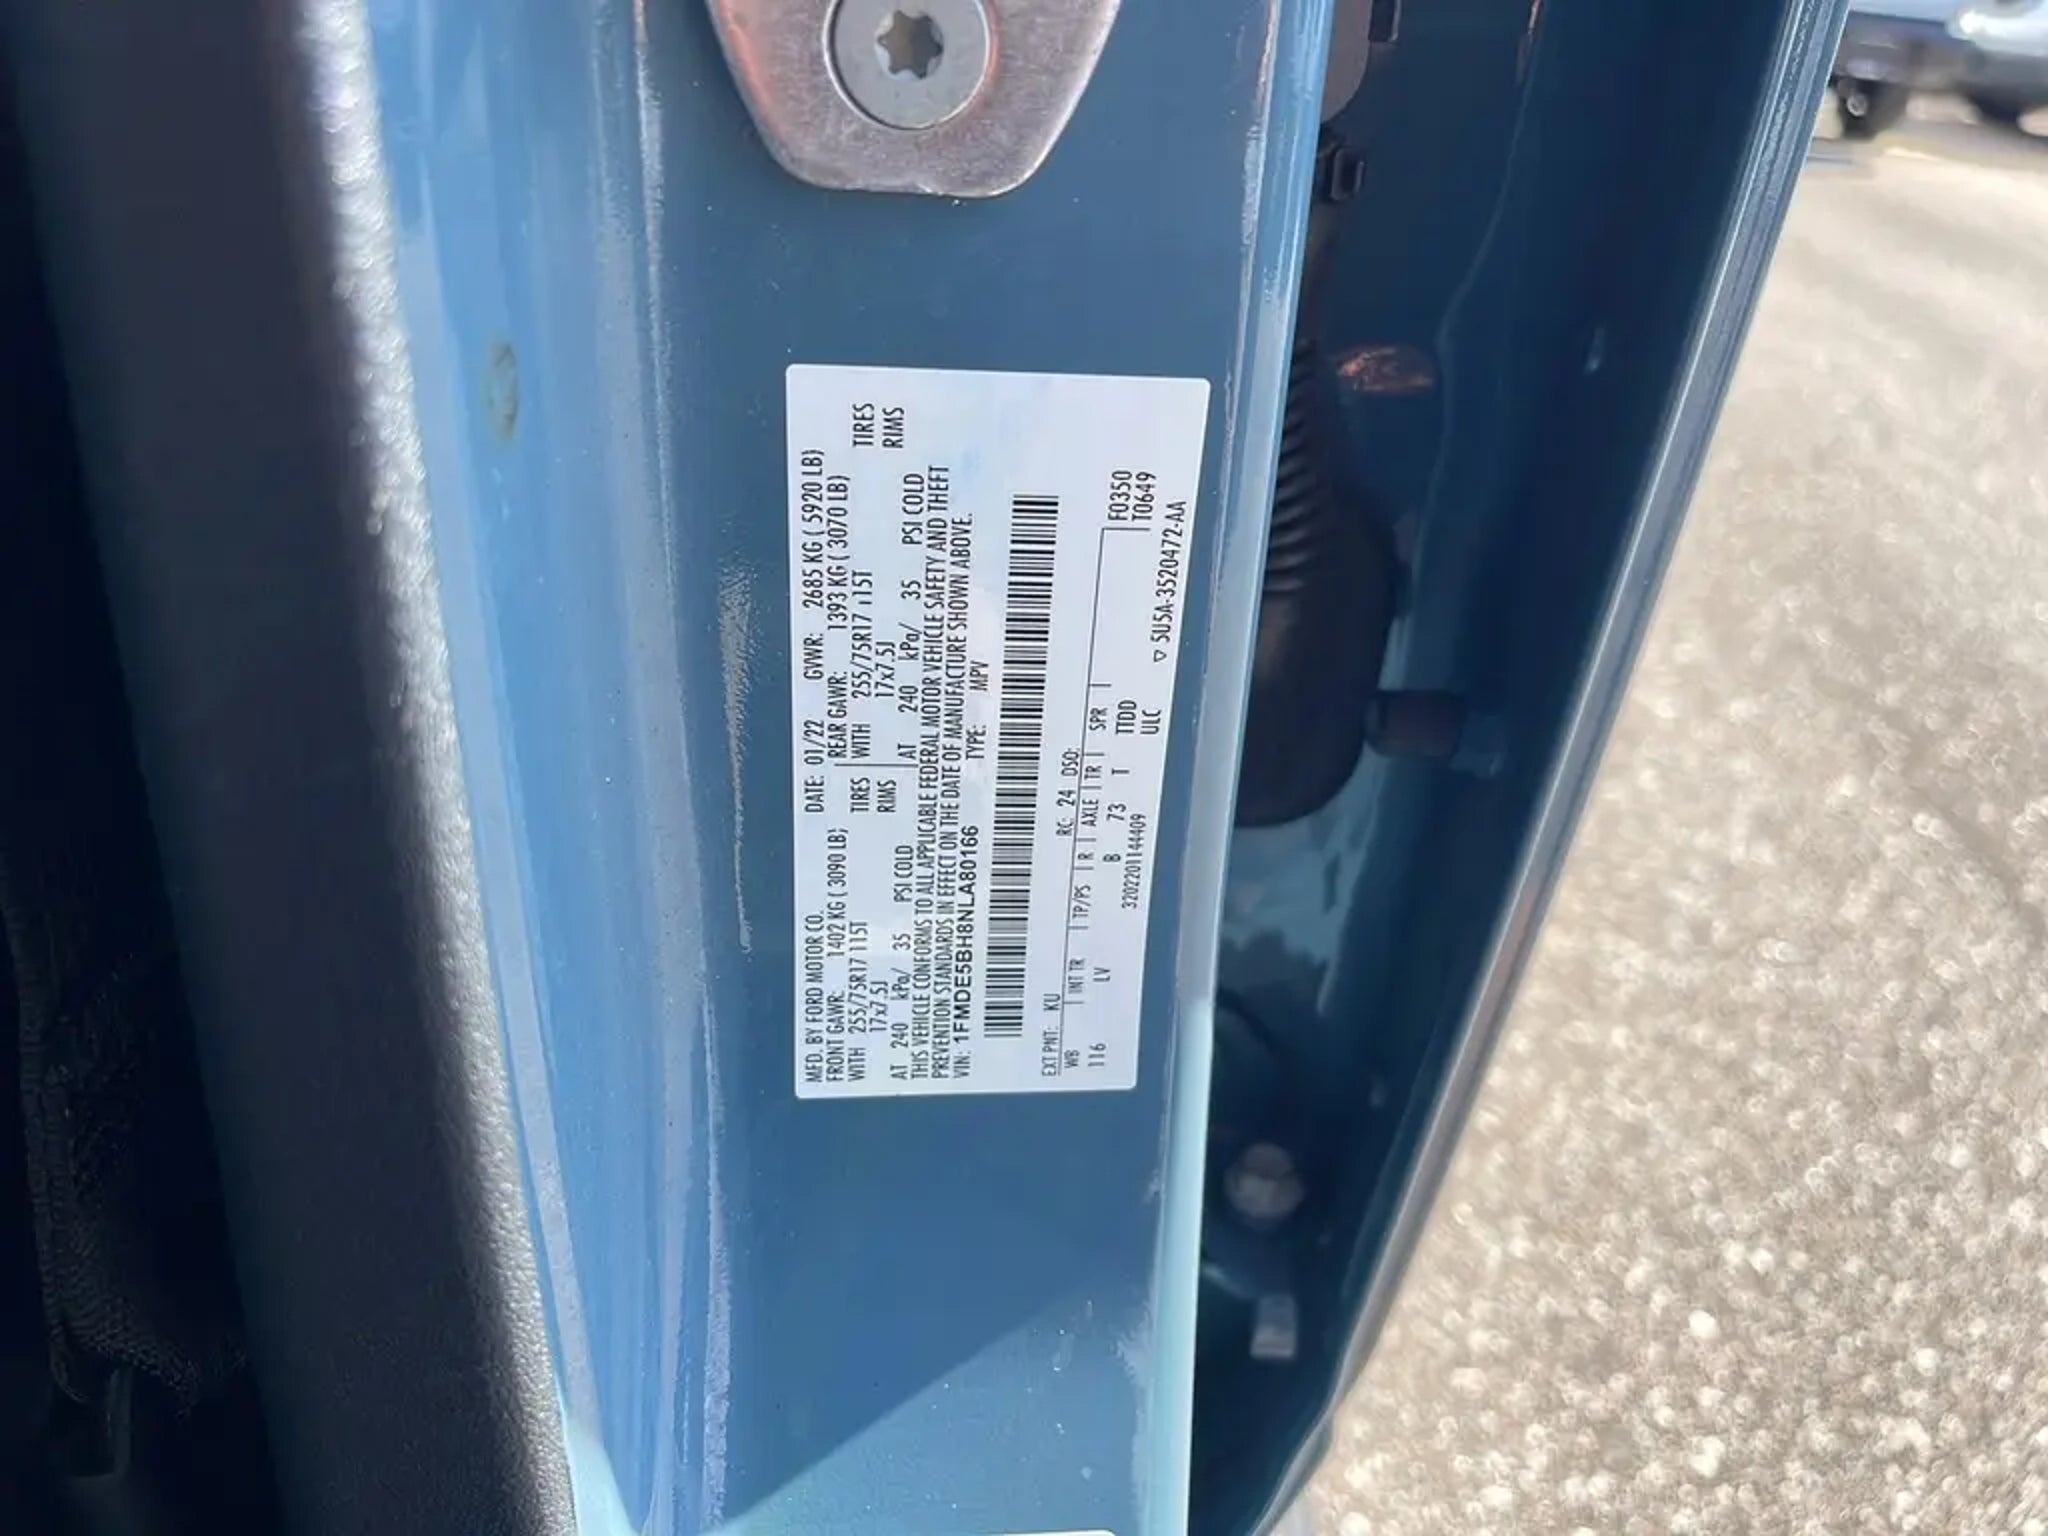 MFD. BY FORD MOTOR CO.
DATE: 01/22 GVWR: 2685 KG ( 5920 LB)
FRONT GAWR: 1402 KG ( 3090 LB)
REAR GAWR: 1393 KG ( 3070 LB)
WITH 255/75R17 115T TIRES
WITH 255/75R17 115T TIRES
17x7.5J RIMS
17x7.5J RIMS
AT 240 kPa/ 35 PSI COLD
AT 240 kPa/ 35 PSI COLD
THIS VEHICLE CONFORMS TO ALL APPLICABLE FEDERAL MOTOR VEHICLE SAFETY AND THEFT
PREVENTION STANDARDS IN EFFECT ON THE DATE OF MANUFACTURE SHOWN ABOVE.
VIN: 1FMDE5BH8NLA80166 TYPE: MPV
EXT PNT: KU RC: 24 DSO: F0350
WB INT TR TP/PS R AXLE TR SPR T0649
116 LV B 73 T TTDD
320220114409 ULC
▽ 5U5A-3520472-AA